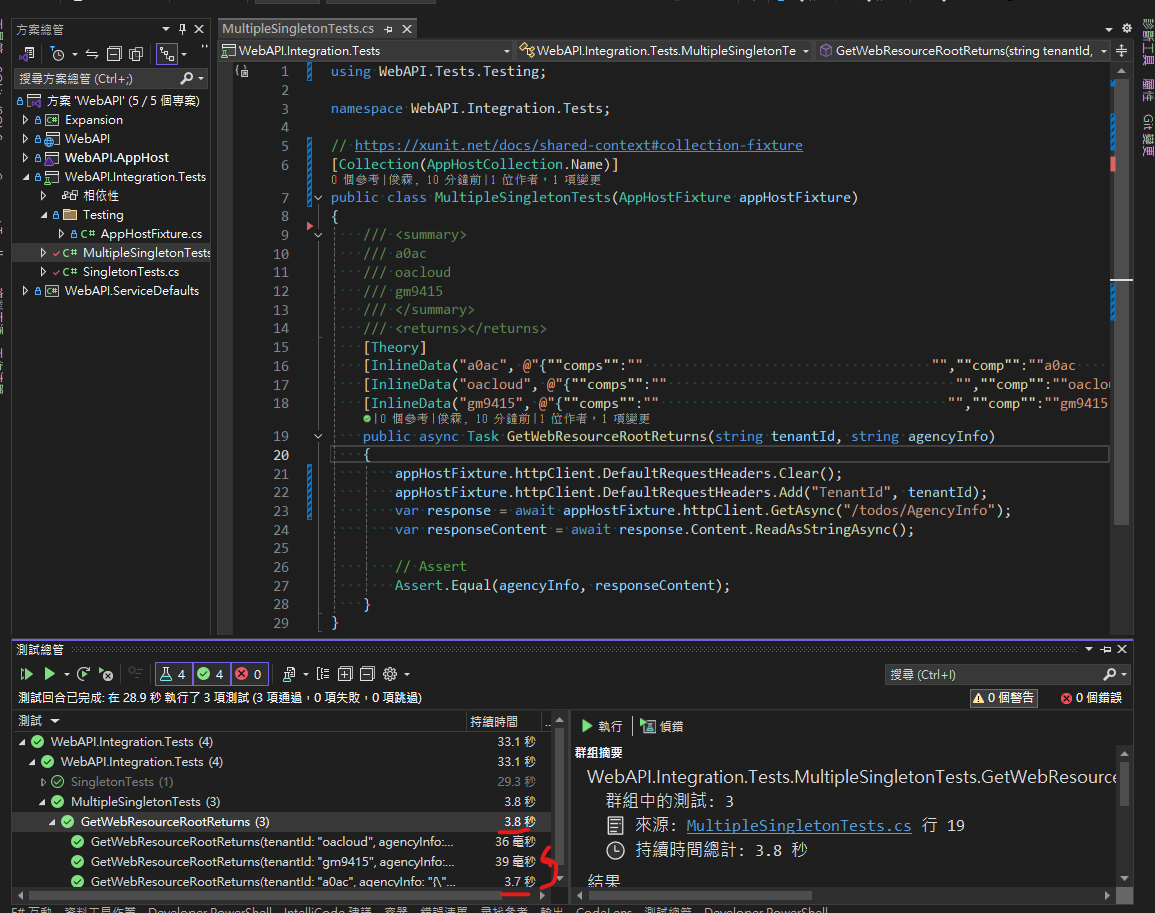 方案總管
搜尋方案總管 (Ctrl+;)
方案 'WebAPI' (5 / 5 個專案)
Expansion
WebAPI
WebAPI.AppHost
WebAPI.Integration.Tests
相依性
Testing
AppHostFixture.cs
MultipleSingletonTests
SingletonTests.cs
WebAPI.ServiceDefaults
MultipleSingletonTests.cs
WebAPI.Integration.Tests
WebAPI.Integration.Tests.MultipleSingletonTe
GetWebResourceRootReturns(string tenantId,
1 using WebAPI.Tests.Testing;
2
3 namespace WebAPI.Integration.Tests;
4
5 // https://xunit.net/docs/shared-context#collection-fixture
6 [Collection(AppHostCollection.Name)]
0 個參考|俊霖, 10 分鐘前|1 位作者，1 項變更
7 public class MultipleSingletonTests(AppHostFixture appHostFixture)
8 {
9 /// <summary>
10 /// a0ac
11 /// oacloud
12 /// gm9415
13 /// </summary>
14 /// <returns></returns>
15 [Theory]
16 [InlineData("a0ac", @"{""comps"":"" "",""comp"":""a0ac
17 [InlineData("oacloud", @"{""comps"":"" "",""comp"":""oaclou
18 [InlineData("gm9415", @"{""comps"":"" "",""comp"":""gm9415
|0 個參考|俊霖, 10 分鐘前|1 位作者，1 項變更
19 public async Task GetWebResourceRootReturns(string tenantId, string agencyInfo)
20 {
21 appHostFixture.httpClient.DefaultRequestHeaders.Clear();
22 appHostFixture.httpClient.DefaultRequestHeaders.Add("TenantId", tenantId);
23 var response = await appHostFixture.httpClient.GetAsync("/todos/AgencyInfo");
24 var responseContent = await response.Content.ReadAsStringAsync();
25
26 // Assert
27 Assert.Equal(agencyInfo, responseContent);
28 }
29 }
診斷工具
屬性
Git 變更
測試總管
4 4 0
搜尋 (Ctrl+I)
測試回合已完成: 在 28.9 秒 執行了 3 項測試 (3 項通過，0 項失敗，0 項跳過)
0 個警告
0 個錯誤
測試 持續時間
WebAPI.Integration.Tests (4) 33.1 秒
WebAPI.Integration.Tests (4) 33.1 秒
SingletonTests (1) 29.3 秒
MultipleSingletonTests (3) 3.8 秒
GetWebResourceRootReturns (3) 3.8 秒
GetWebResourceRootReturns(tenantId: "oacloud", agencyInfo:... 36 毫秒
GetWebResourceRootReturns(tenantId: "gm9415", agencyInfo:... 39 毫秒
GetWebResourceRootReturns(tenantId: "a0ac", agencyInfo: "{\"... 3.7 秒
執行
偵錯
群組摘要
WebAPI.Integration.Tests.MultipleSingletonTests.GetWebResource
群組中的測試: 3
來源: MultipleSingletonTests.cs 行 19
持續時間總計: 3.8 秒
結果